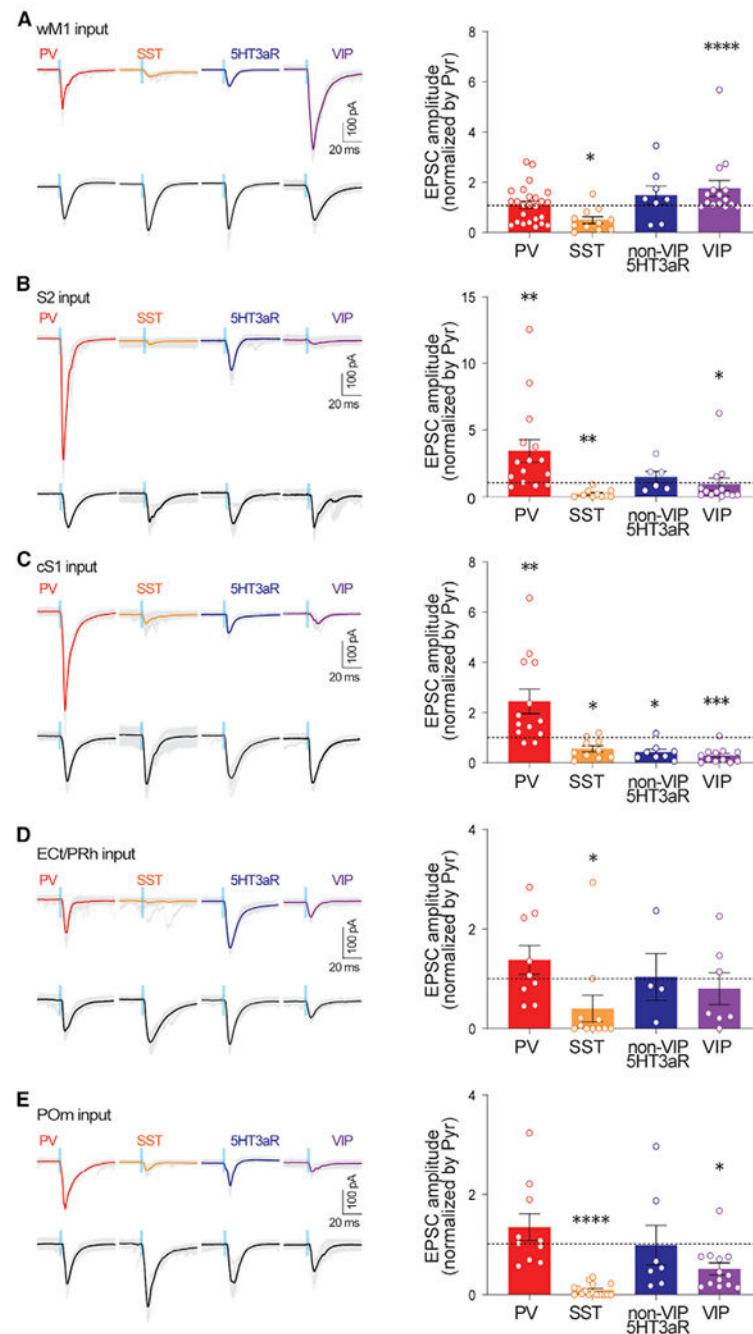 A
wM1 input
PV SST 5HT3aR VIP
100 pA
20 ms
EPSC amplitude
(normalized by Pyr)
8
6
4
2
0
* ****
PV SST non-VIP VIP
5HT3aR
B
S2 input
PV SST 5HT3aR VIP
100 pA
20 ms
EPSC amplitude
(normalized by Pyr)
15
10
5
0
** ** *
PV SST non-VIP VIP
5HT3aR
C
cS1 input
PV SST 5HT3aR VIP
100 pA
20 ms
EPSC amplitude
(normalized by Pyr)
8
6
4
2
0
** * * ***
PV SST non-VIP VIP
5HT3aR
D
ECt/PRh input
PV SST 5HT3aR VIP
100 pA
20 ms
EPSC amplitude
(normalized by Pyr)
4
2
0
*
PV SST non-VIP VIP
5HT3aR
E
POm input
PV SST 5HT3aR VIP
100 pA
20 ms
EPSC amplitude
(normalized by Pyr)
4
2
0
**** *
PV SST non-VIP VIP
5HT3aR